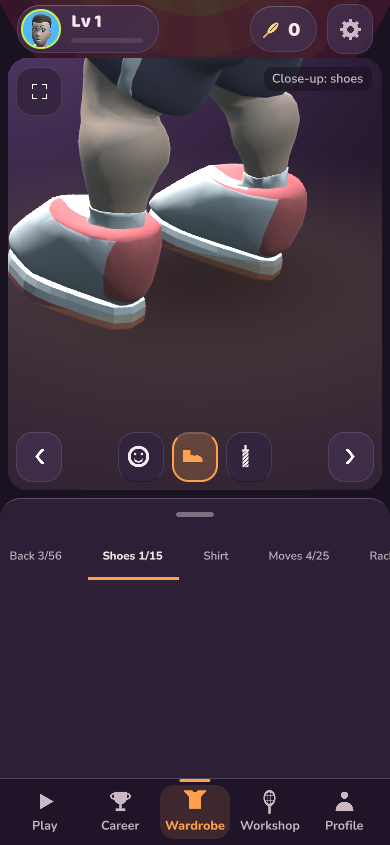 Lv 1
0
Close-up: shoes
Back 3/56
Shoes 1/15
Shirt
Moves 4/25
Play
Career
Wardrobe
Workshop
Profile